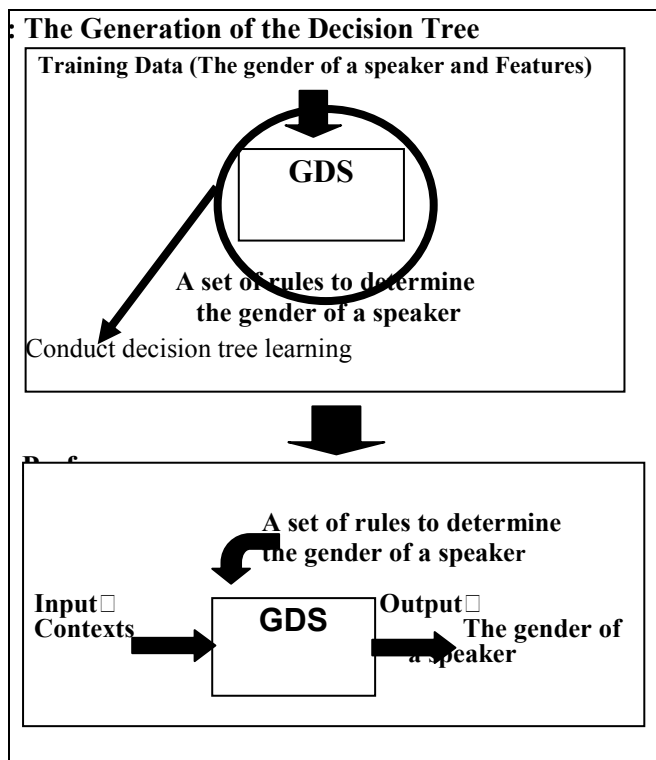 : The Generation of the Decision Tree
Training Data (The gender of a speaker and Features)
GDS
A set of rules to determine
the gender of a speaker
Conduct decision tree learning
A set of rules to determine
the gender of a speaker
Input□
Contexts
GDS
Output□
The gender of
a speaker